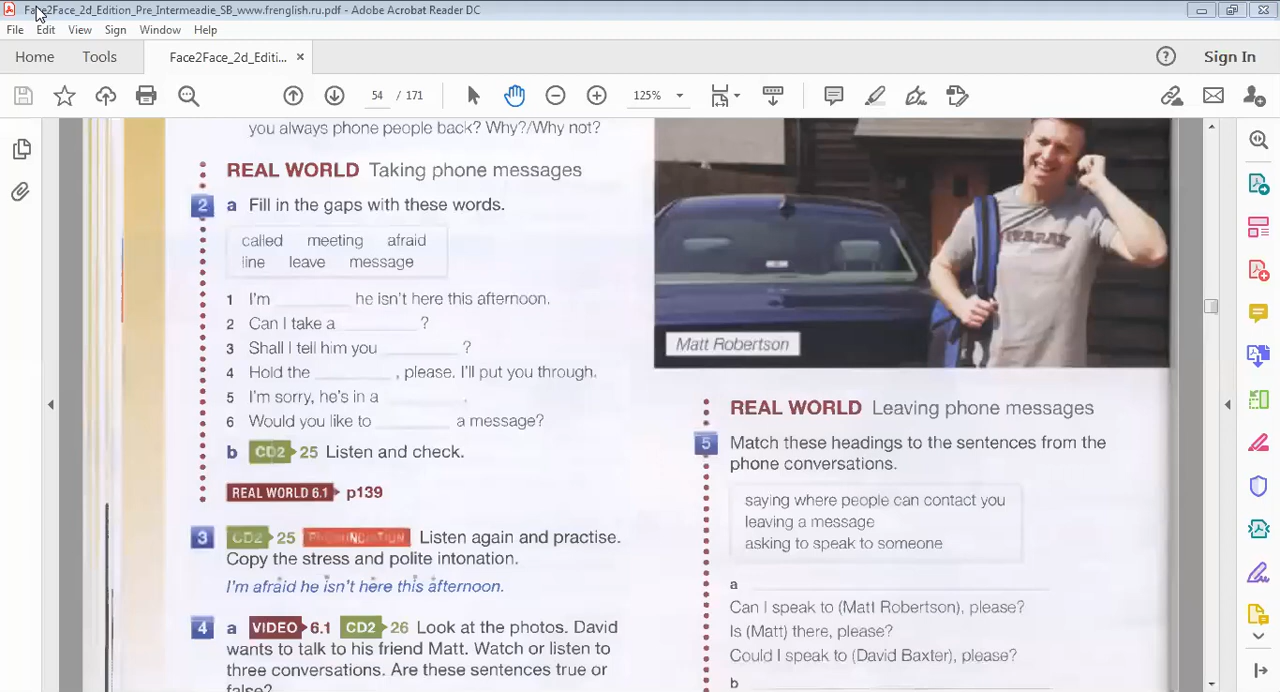 Face2Face_2d_Edition_Pre_Intermeadie_SB_www.frenglish.ru.pdf - Adobe Acrobat Reader DC
File Edit View Sign Window Help
Home Tools Face2Face_2d_Editi... × Sign In
54 / 171 125%
you always phone people back? Why?/Why not?
REAL WORLD Taking phone messages
2 a Fill in the gaps with these words.
called meeting afraid
line leave message
1 I'm ________ he isn't here this afternoon.
2 Can I take a ________ ?
3 Shall I tell him you ________ ?
4 Hold the ________ , please. I'll put you through.
5 I'm sorry, he's in a ________ .
6 Would you like to ________ a message?
b CD2 25 Listen and check.
REAL WORLD 6.1 p139
3 CD2 25 PRONUNCIATION Listen again and practise.
Copy the stress and polite intonation.
I'm afraid he isn't here this afternoon.
4 a VIDEO 6.1 CD2 26 Look at the photos. David
wants to talk to his friend Matt. Watch or listen to
three conversations. Are these sentences true or
false?
Matt Robertson
REAL WORLD Leaving phone messages
5 Match these headings to the sentences from the
phone conversations.
saying where people can contact you
leaving a message
asking to speak to someone
a
Can I speak to (Matt Robertson), please?
Is (Matt) there, please?
Could I speak to (David Baxter), please?
b